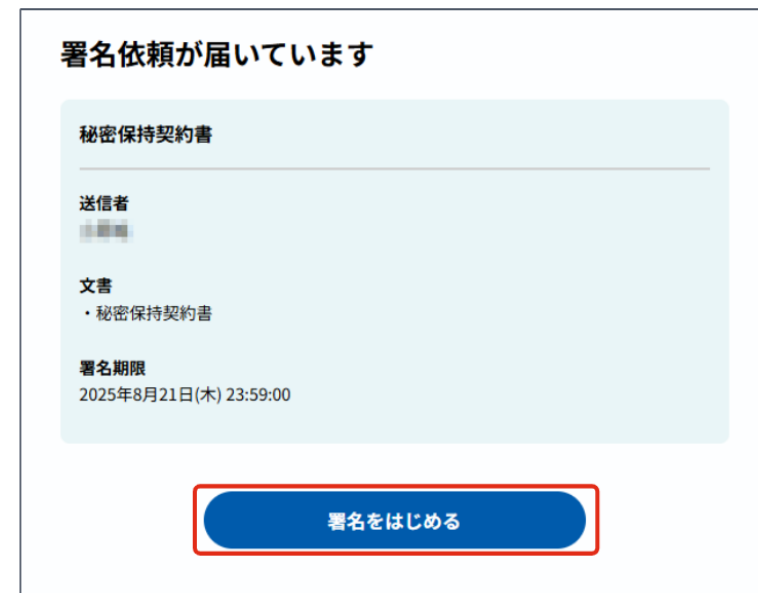 署名依頼が届いています
秘密保持契約書
送信者
文書
・秘密保持契約書
署名期限
2025年8月21日(木) 23:59:00
署名をはじめる